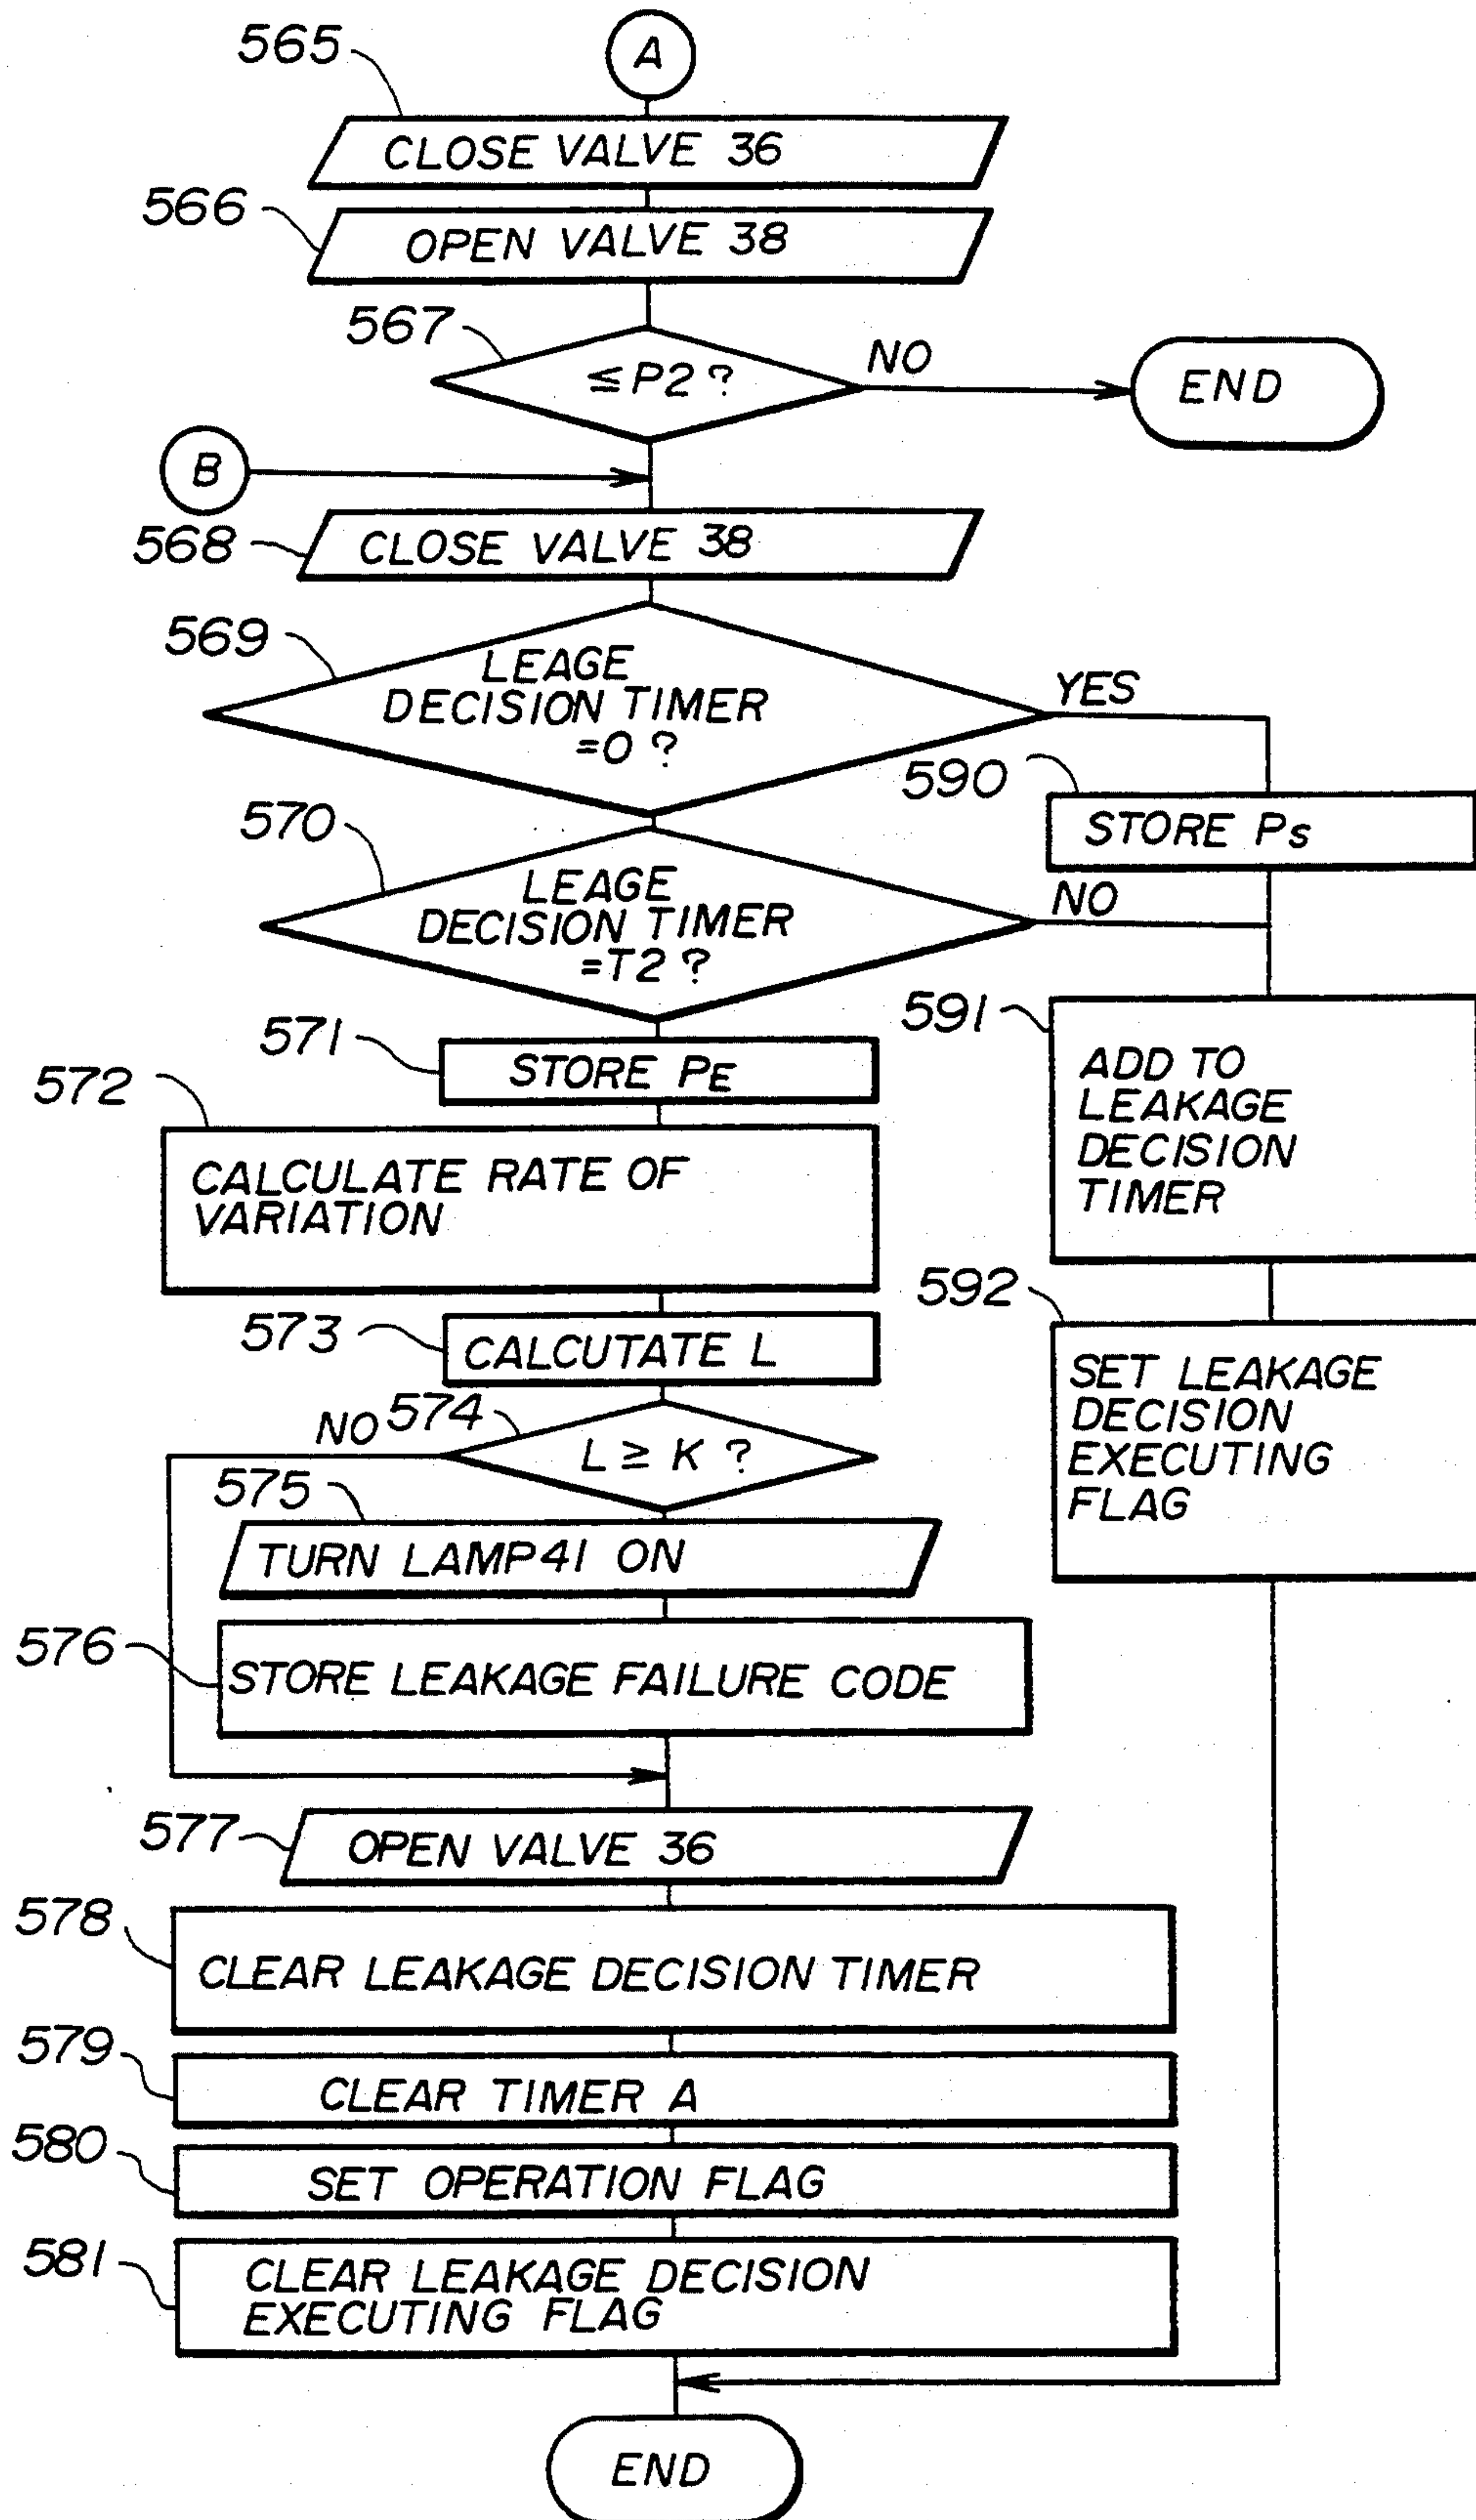 565
A
CLOSE VALVE 36
566
OPEN VALVE 38
567
≤P2?
NO
END
B
568
CLOSE VALVE 38
569
LEAGE
DECISION TIMER
=0?
YES
590
STORE Ps
570
LEAGE
DECISION TIMER
=T2?
NO
571
STORE PE
591
ADD TO
LEAKAGE
DECISION
TIMER
572
CALCULATE RATE OF
VARIATION
573
CALCUTATE L
592
SET LEAKAGE
DECISION
EXECUTING
FLAG
NO
574
L ≥ K ?
575
TURN LAMP41 ON
576
STORE LEAKAGE FAILURE CODE
577
OPEN VALVE 36
578
CLEAR LEAKAGE DECISION TIMER
579
CLEAR TIMER A
580
SET OPERATION FLAG
581
CLEAR LEAKAGE DECISION
EXECUTING FLAG
END